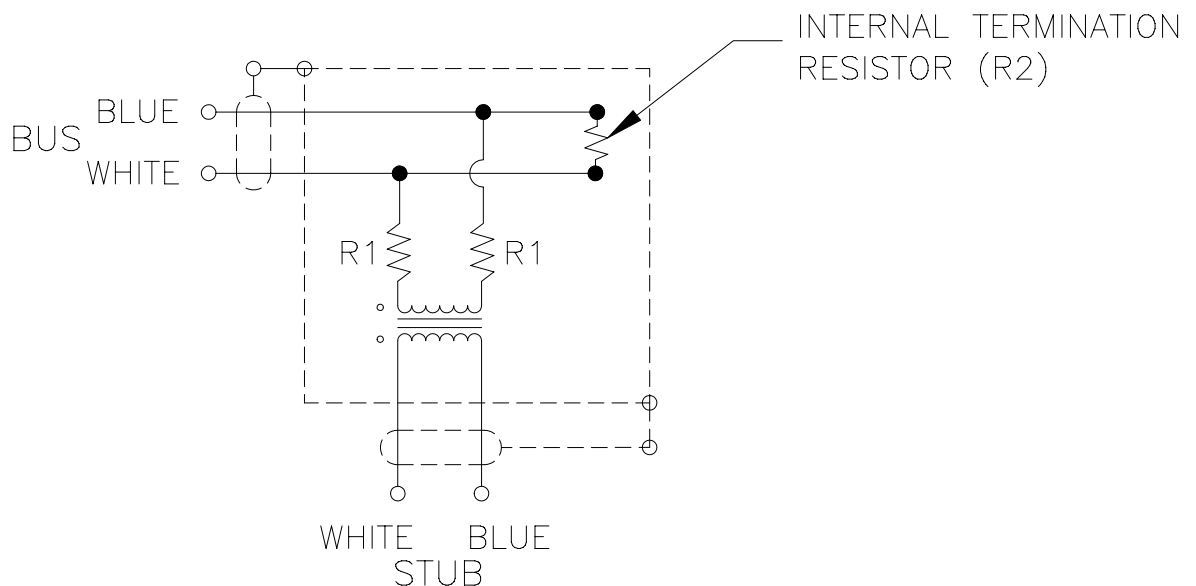 INTERNAL TERMINATION
RESISTOR (R2)
BLUE
BUS
WHITE
R1
R1
WHITE BLUE
STUB